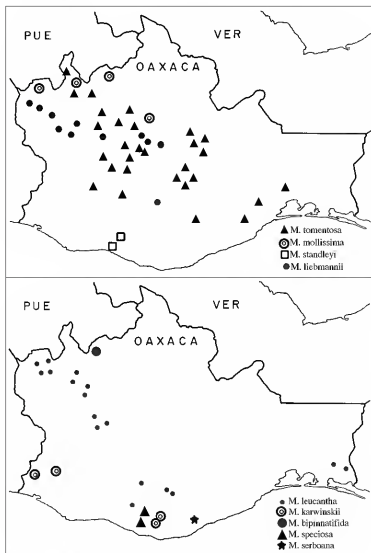 PUE
VER
OAXACA
M. tomentosa
M. mollissima
M. standleyi
M. liebmannii
PUE
VER
OAXACA
M. leucantha
M. karwinskii
M. bipinnatifida
M. speciosa
M. serboana